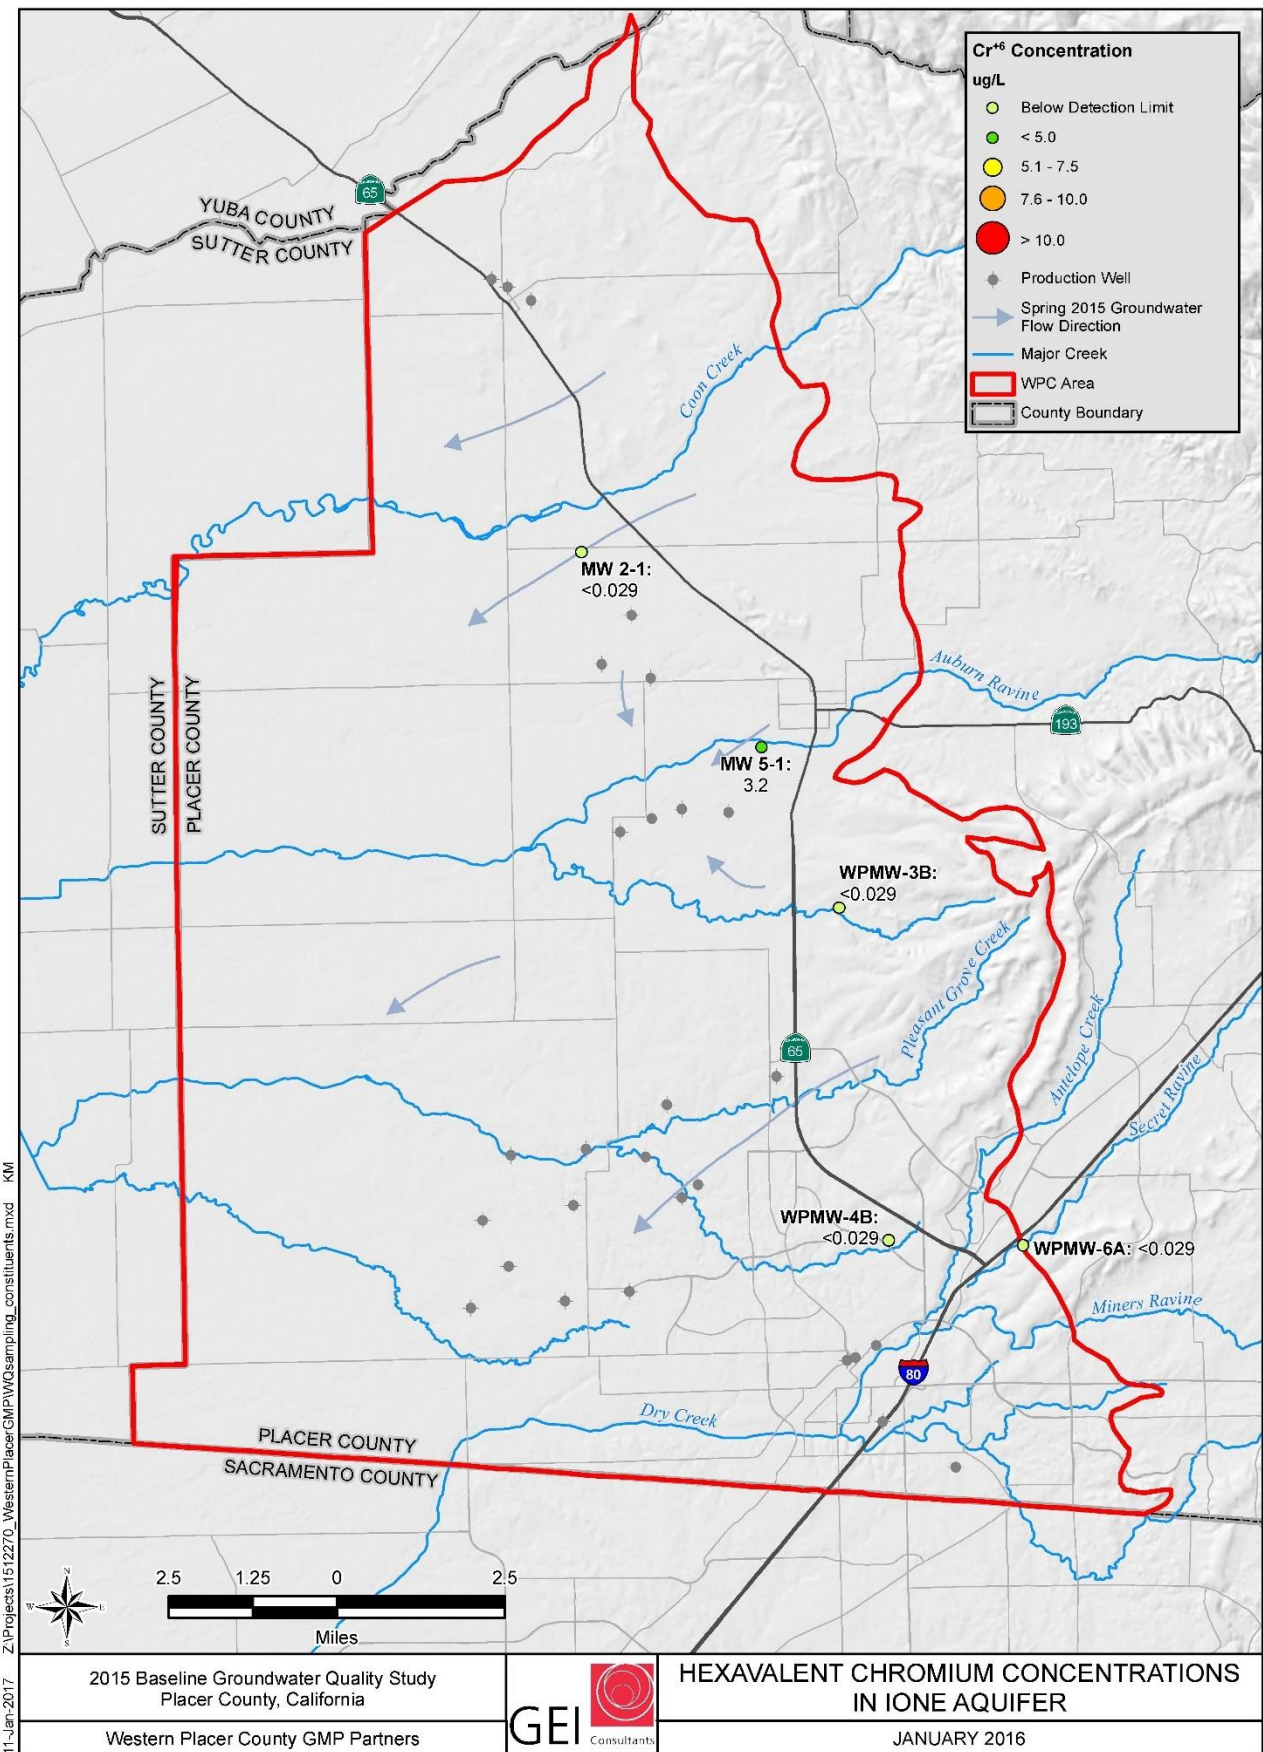 Cr+6 Concentration
ug/L
Below Detection Limit
< 5.0
5.1 - 7.5
7.6 - 10.0
> 10.0
Production Well
Spring 2015 Groundwater
Flow Direction
Major Creek
WPC Area
County Boundary
65
YUBA COUNTY
SUTTER COUNTY
Coon Creek
MW 2-1:
<0.029
Auburn Ravine
193
SUTTER COUNTY
PLACER COUNTY
MW 5-1:
3.2
WPMW-3B:
<0.029
Pleasant Grove Creek
Antelope Creek
Secret Ravine
65
WPMW-4B:
<0.029
WPMW-6A: <0.029
Miners Ravine
80
Dry Creek
PLACER COUNTY
SACRAMENTO COUNTY
N
W E
S
2.5 1.25 0 2.5
Miles
11-Jan-2017 Z:\Projects\1512270_WesternPlacerGMP\WQsampling_constituents.mxd KM
2015 Baseline Groundwater Quality Study
Placer County, California
Western Placer County GMP Partners
GEI Consultants
HEXAVALENT CHROMIUM CONCENTRATIONS
IN IONE AQUIFER
JANUARY 2016